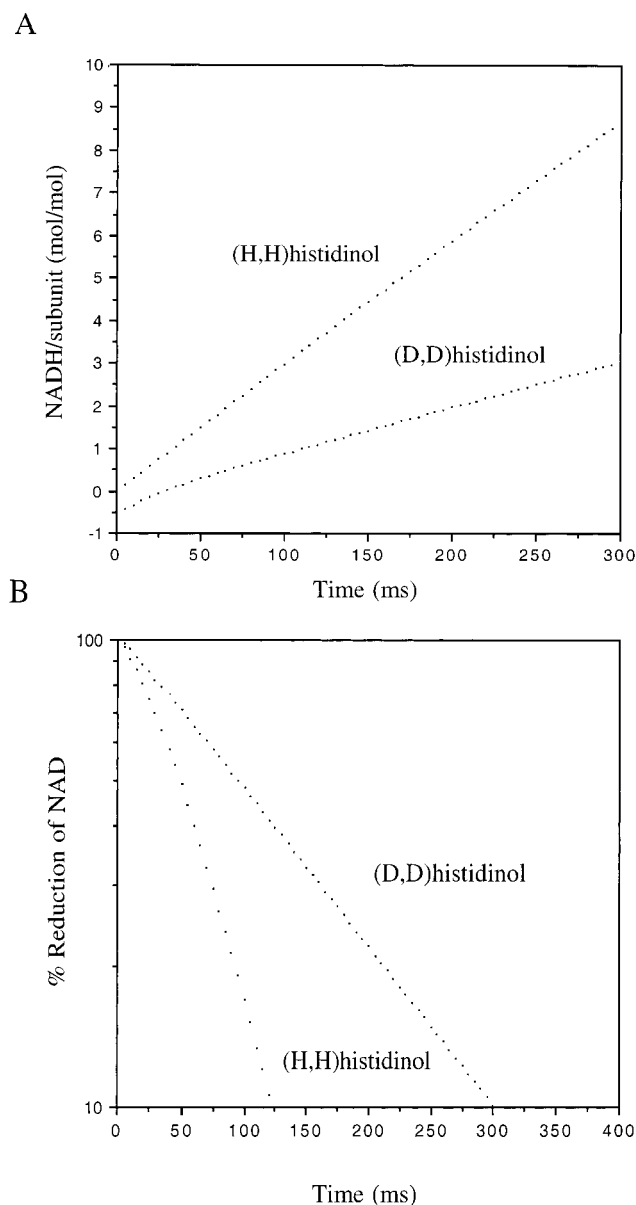 A
10
9
8
7
6
5
4
3
2
1
0
-1
NADH/subunit (mol/mol)
(H,H)histidinol
(D,D)histidinol
0 50 100 150 200 250 300
Time (ms)
B
100
10
% Reduction of NAD
(D,D)histidinol
(H,H)histidinol
0 50 100 150 200 250 300 350 400
Time (ms)